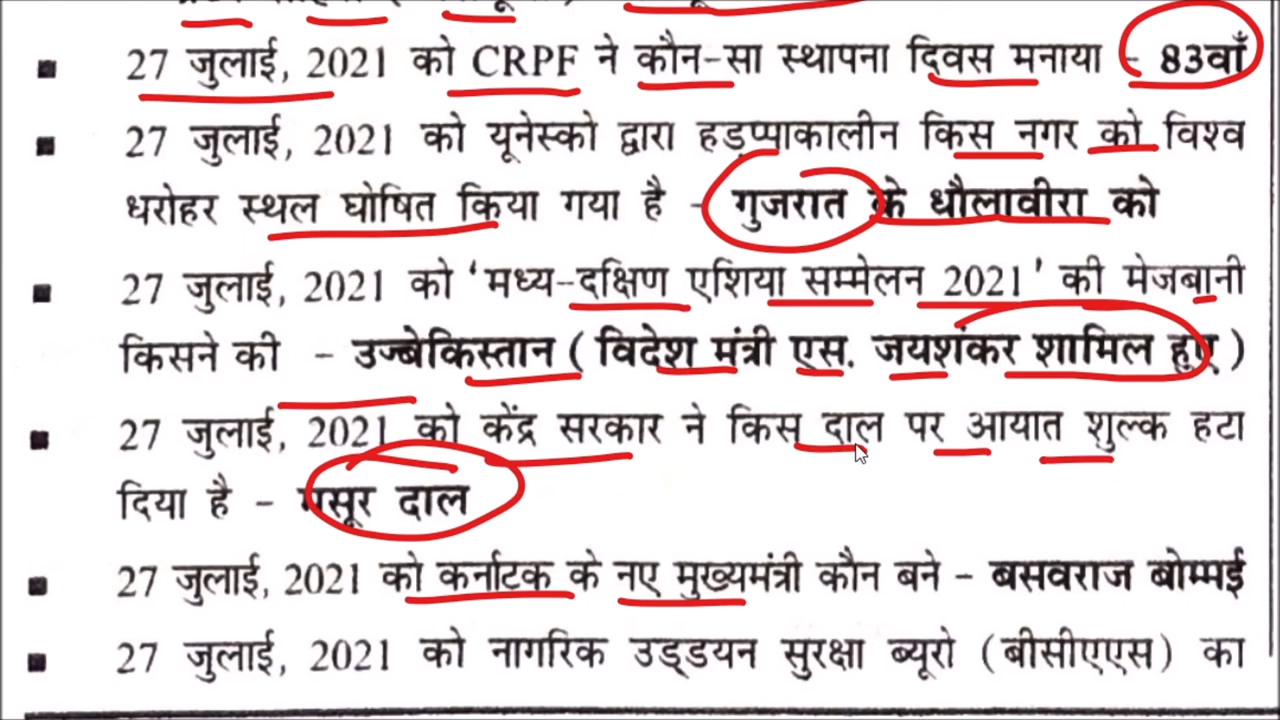 ■ 27 जुलाई, 2021 को CRPF ने कौन-सा स्थापना दिवस मनाया - 83वाँ
■ 27 जुलाई, 2021 को यूनेस्को द्वारा हड़प्पाकालीन किस नगर को विश्व
धरोहर स्थल घोषित किया गया है - गुजरात के धौलावीरा को
■ 27 जुलाई, 2021 को 'मध्य-दक्षिण एशिया सम्मेलन 2021' की मेजबानी
किसने की - उज्बेकिस्तान ( विदेश मंत्री एस. जयशंकर शामिल हुए )
■ 27 जुलाई, 2021 को केंद्र सरकार ने किस दाल पर आयात शुल्क हटा
दिया है - मसूर दाल
■ 27 जुलाई, 2021 को कर्नाटक के नए मुख्यमंत्री कौन बने - बसवराज बोम्मई
■ 27 जुलाई, 2021 को नागरिक उड्डयन सुरक्षा ब्यूरो (बीसीएएस) का